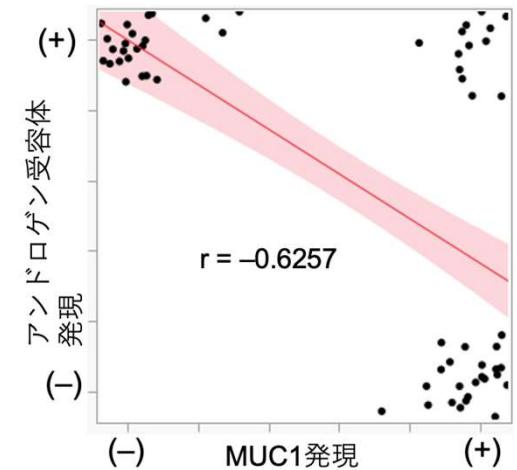 (+)
アンドロゲン受容体
発現
(–)
r = –0.6257
(–)
MUC1発現
(+)